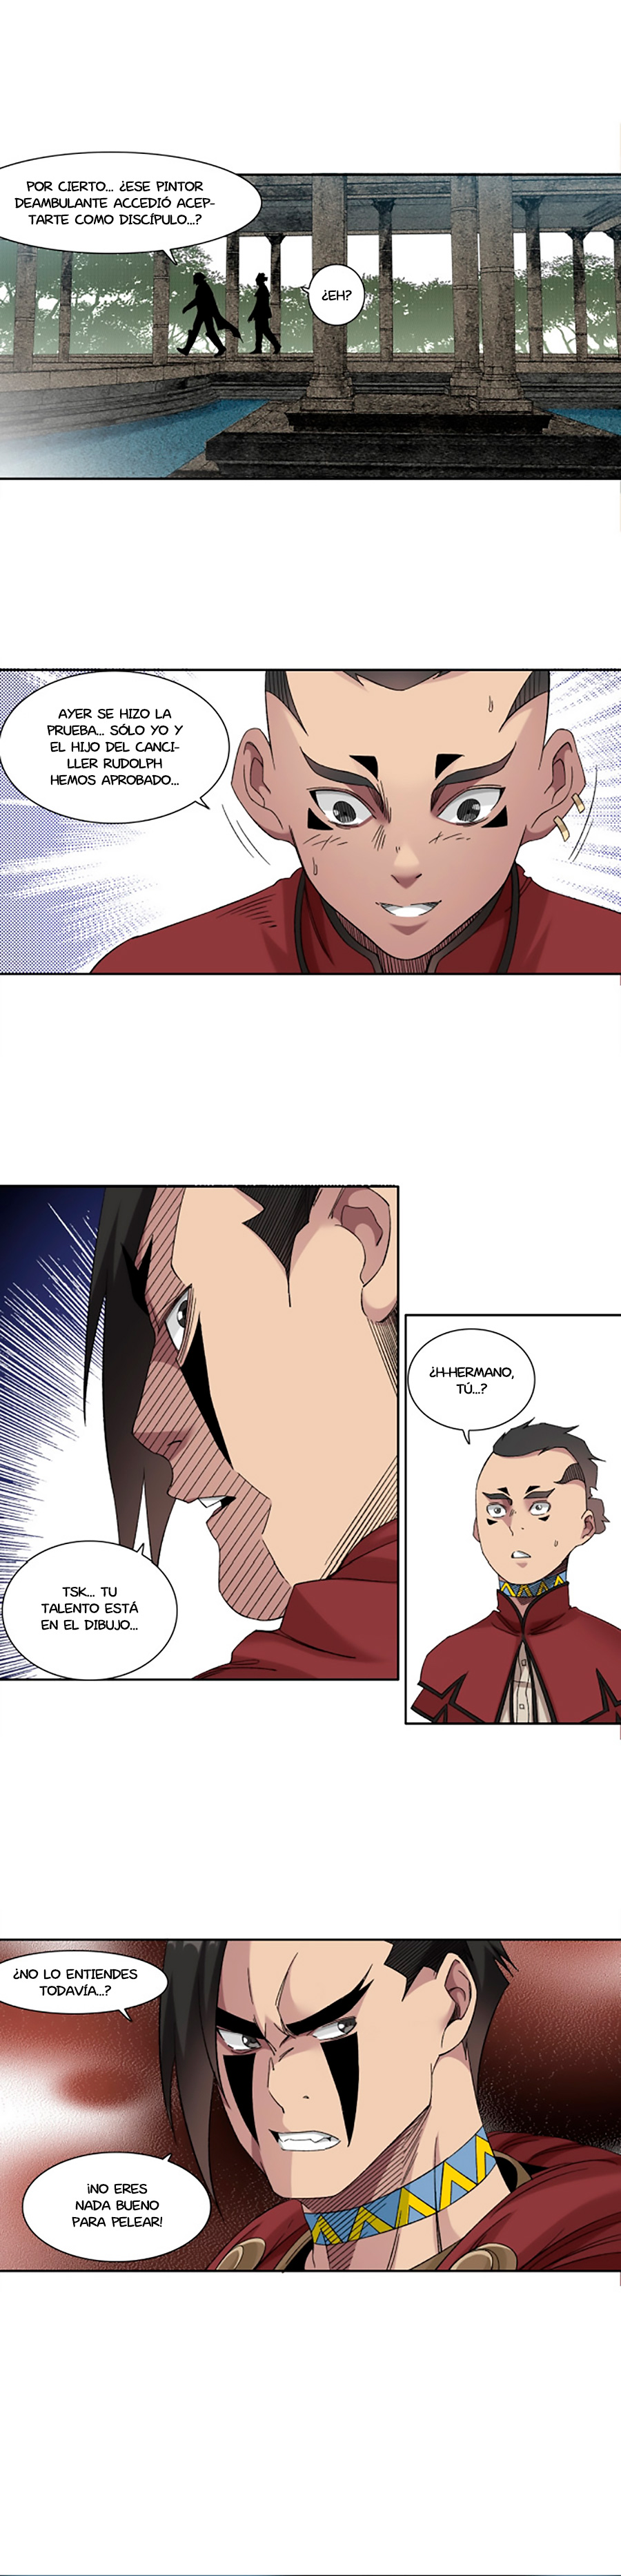 POR CIERTO... ¿ESE PINTOR
DEAMBULANTE ACCEDIÓ ACEP-
TARTE COMO DISCÍPULO...?
¿EH?
AYER SE HIZO LA
PRUEBA... SÓLO YO Y
EL HIJO DEL CANCI-
LLER RUDOLPH
HEMOS APROBADO...
¿H-HERMANO,
TÚ...?
TSK... TU
TALENTO ESTÁ
EN EL DIBUJO...
¿NO LO ENTIENDES
TODAVÍA...?
¡NO ERES
NADA BUENO
PARA PELEAR!